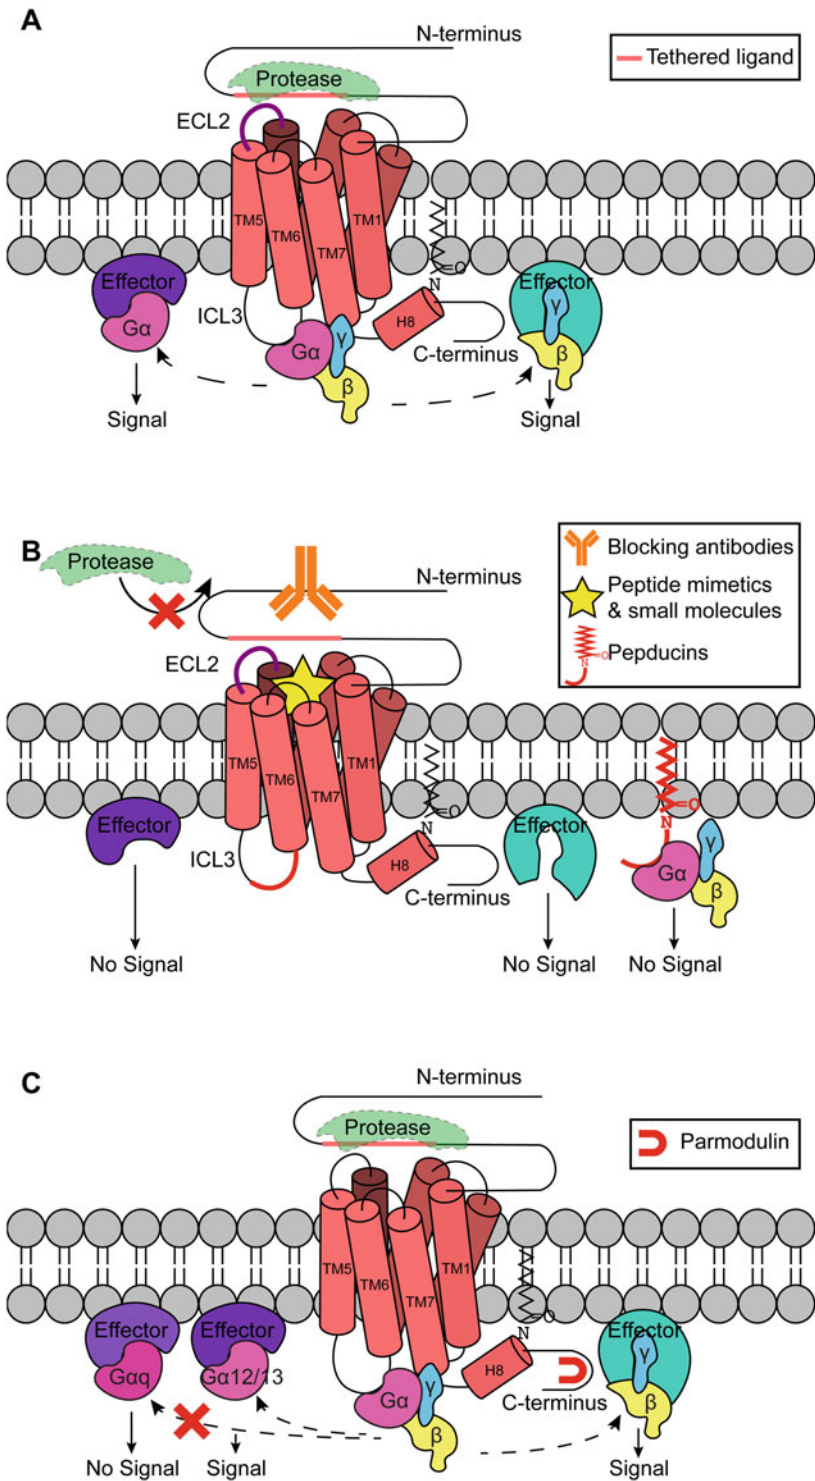 A
N-terminus
Tethered ligand
Protease
ECL2
TM5
TM6
TM7
TM1
Effector
Gα
ICL3
Gα
γ
β
H8
C-terminus
N
=O
Effector
γ
β
Signal
Signal
B
Protease
N-terminus
Blocking antibodies
Peptide mimetics
& small molecules
Pepducins
N
=O
ECL2
TM5
TM6
TM7
TM1
Effector
ICL3
H8
C-terminus
N
=O
Effector
N
=O
Gα
γ
β
No Signal
No Signal
No Signal
C
N-terminus
Protease
Parmodulin
TM5
TM6
TM7
TM1
Effector
Gαq
Effector
Gα12/13
Gα
γ
β
H8
C-terminus
N
=O
Effector
γ
β
No Signal
Signal
Signal